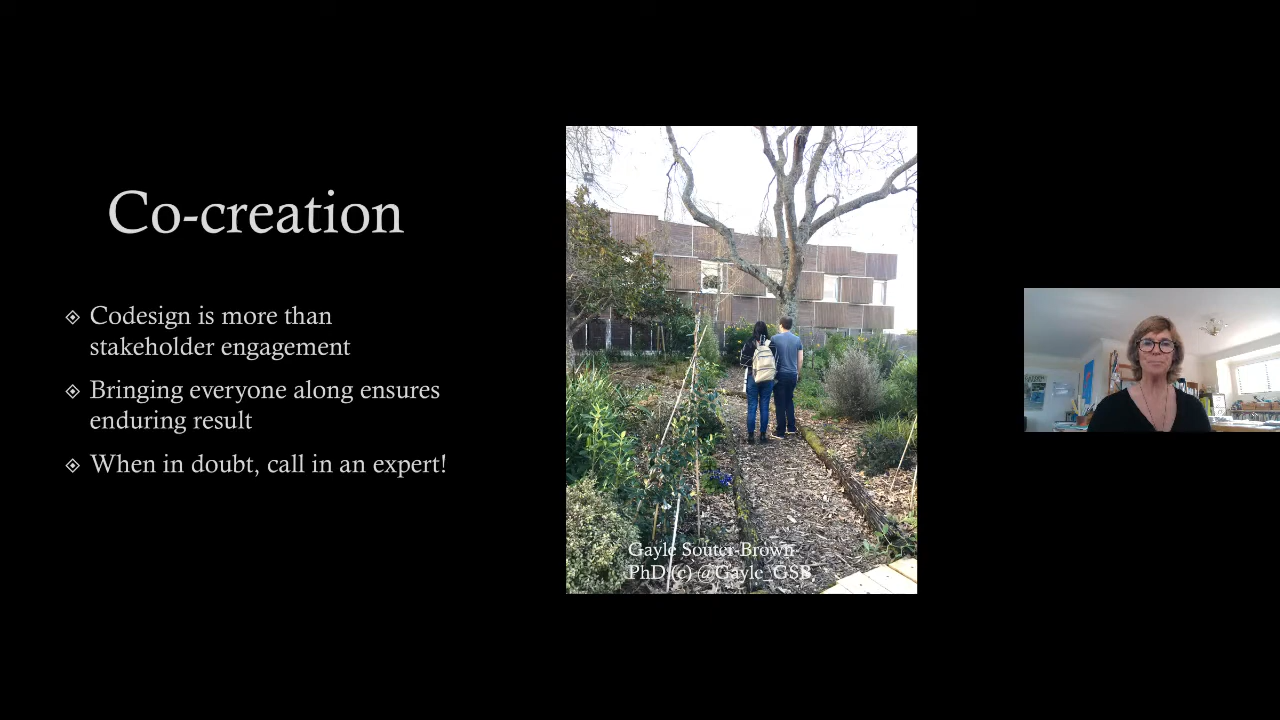 Co-creation
Codesign is more than
stakeholder engagement
Bringing everyone along ensures
enduring result
When in doubt, call in an expert!
Gayle Souter-Brown
PhD (c) @Gayle_GSB